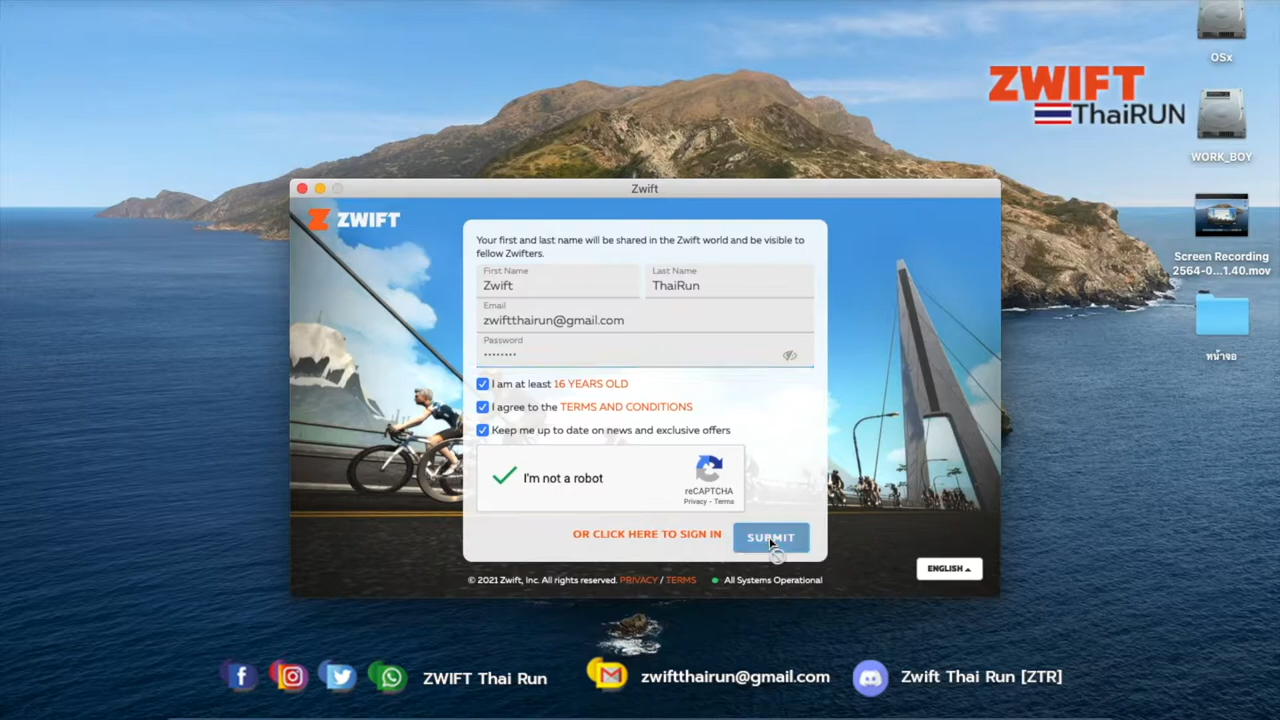 OSx
ZWIFT
ThaiRUN
WORK_BOY
Screen Recording
2564-0...1.40.mov
หน้าจอ
Zwift
ZWIFT
Your first and last name will be shared in the Zwift world and be visible to
fellow Zwifters.
First Name
Last Name
Zwift
ThaiRun
Email
zwiftthairun@gmail.com
Password
I am at least 16 YEARS OLD
I agree to the TERMS AND CONDITIONS
Keep me up to date on news and exclusive offers
I'm not a robot
reCAPTCHA
Privacy - Terms
OR CLICK HERE TO SIGN IN
SUBMIT
© 2021 Zwift, Inc. All rights reserved. PRIVACY / TERMS
All Systems Operational
ENGLISH
ZWIFT Thai Run
zwiftthairun@gmail.com
Zwift Thai Run [ZTR]